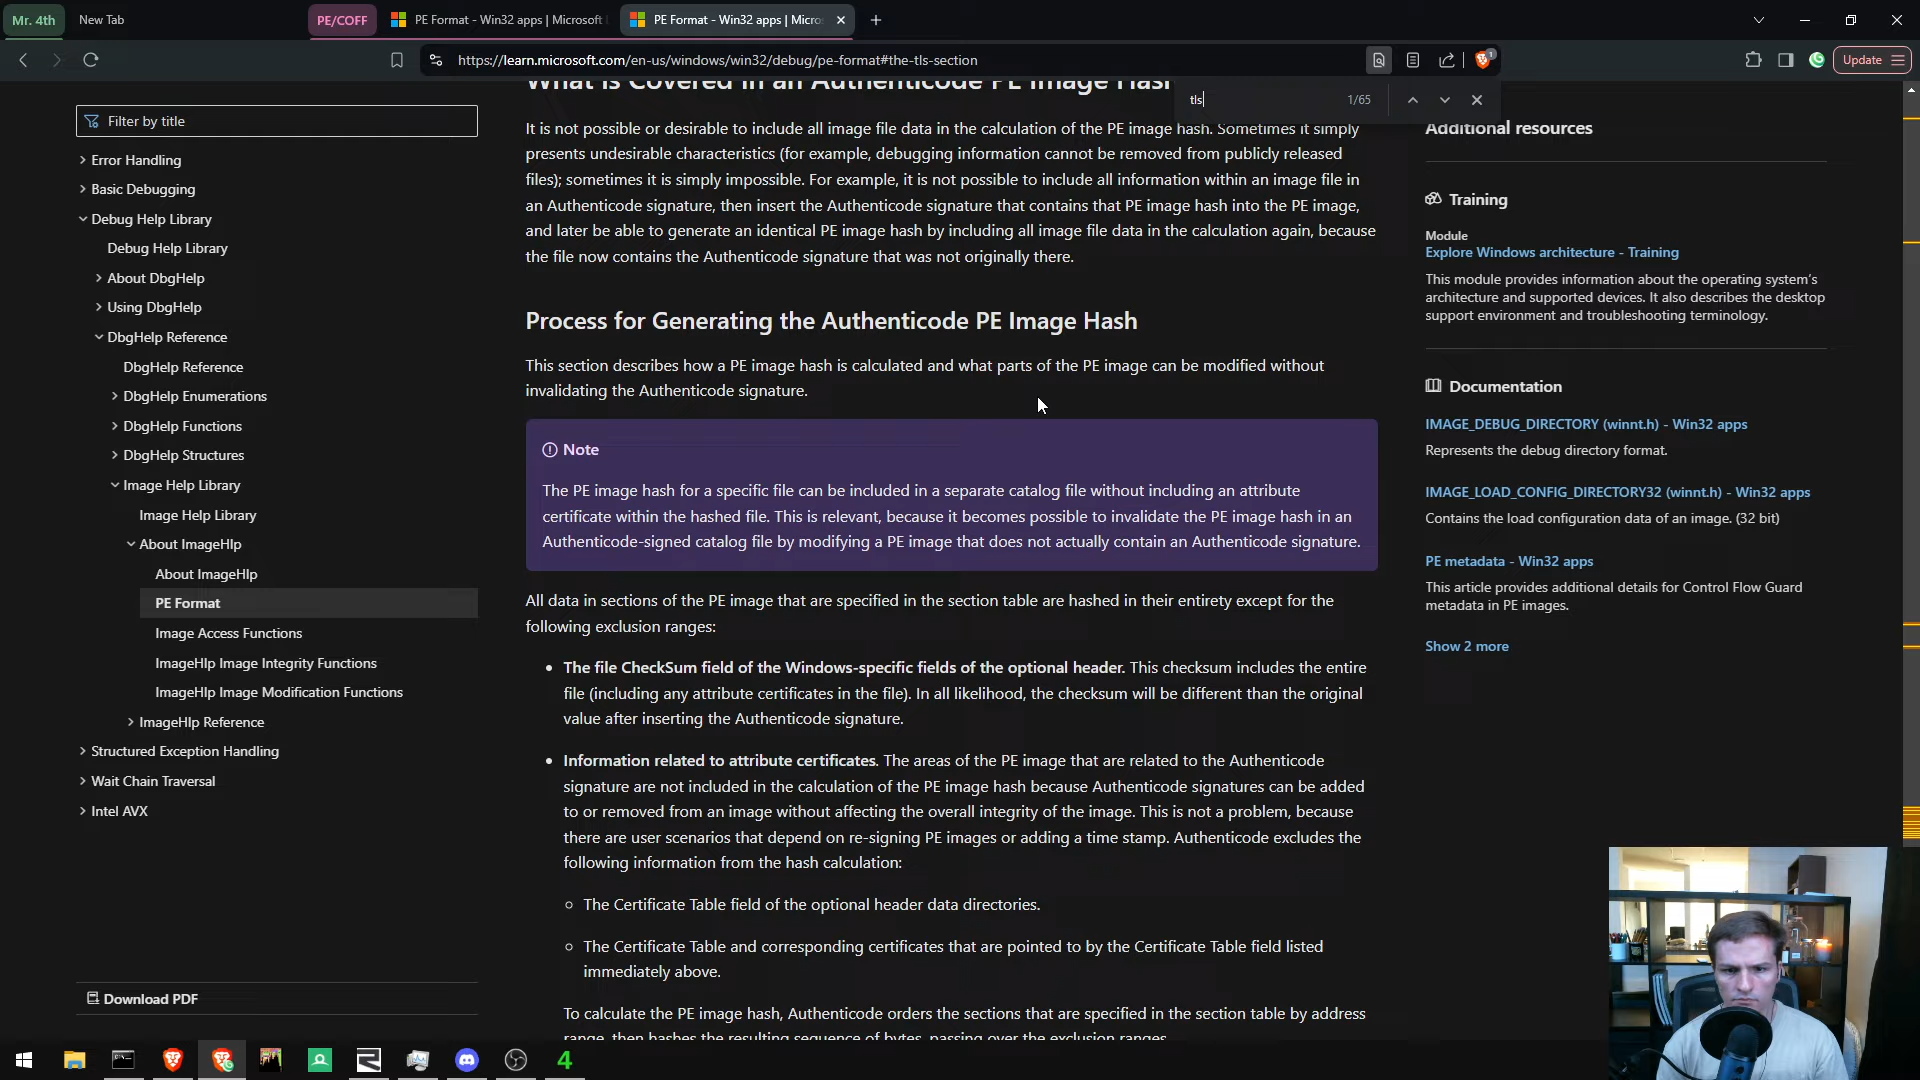 Mr. 4th
New Tab
PE/COFF
PE Format - Win32 apps | Microsoft
PE Format - Win32 apps | Micro
https://learn.microsoft.com/en-us/windows/win32/debug/pe-format#the-tls-section
1
Update
tls
1/65
Filter by title
Error Handling
Basic Debugging
Debug Help Library
Debug Help Library
About DbgHelp
Using DbgHelp
DbgHelp Reference
DbgHelp Reference
DbgHelp Enumerations
DbgHelp Functions
DbgHelp Structures
Image Help Library
Image Help Library
About ImageHlp
About ImageHlp
PE Format
Image Access Functions
ImageHlp Image Integrity Functions
ImageHlp Image Modification Functions
ImageHlp Reference
Structured Exception Handling
Wait Chain Traversal
Intel AVX
Download PDF
What is Covered in an Authenticode PE Image Has
It is not possible or desirable to include all image file data in the calculation of the PE image hash. Sometimes it simply
presents undesirable characteristics (for example, debugging information cannot be removed from publicly released
files); sometimes it is simply impossible. For example, it is not possible to include all information within an image file in
an Authenticode signature, then insert the Authenticode signature that contains that PE image hash into the PE image,
and later be able to generate an identical PE image hash by including all image file data in the calculation again, because
the file now contains the Authenticode signature that was not originally there.
Process for Generating the Authenticode PE Image Hash
This section describes how a PE image hash is calculated and what parts of the PE image can be modified without
invalidating the Authenticode signature.
Note
The PE image hash for a specific file can be included in a separate catalog file without including an attribute
certificate within the hashed file. This is relevant, because it becomes possible to invalidate the PE image hash in an
Authenticode-signed catalog file by modifying a PE image that does not actually contain an Authenticode signature.
All data in sections of the PE image that are specified in the section table are hashed in their entirety except for the
following exclusion ranges:
• The file CheckSum field of the Windows-specific fields of the optional header. This checksum includes the entire
file (including any attribute certificates in the file). In all likelihood, the checksum will be different than the original
value after inserting the Authenticode signature.
• Information related to attribute certificates. The areas of the PE image that are related to the Authenticode
signature are not included in the calculation of the PE image hash because Authenticode signatures can be added
to or removed from an image without affecting the overall integrity of the image. This is not a problem, because
there are user scenarios that depend on re-signing PE images or adding a time stamp. Authenticode excludes the
following information from the hash calculation:
The Certificate Table field of the optional header data directories.
The Certificate Table and corresponding certificates that are pointed to by the Certificate Table field listed
immediately above.
To calculate the PE image hash, Authenticode orders the sections that are specified in the section table by address
range, then hashes the resulting sequence of bytes, passing over the exclusion ranges.
Additional resources
Training
Module
Explore Windows architecture - Training
This module provides information about the operating system's
architecture and supported devices. It also describes the desktop
support environment and troubleshooting terminology.
Documentation
IMAGE_DEBUG_DIRECTORY (winnt.h) - Win32 apps
Represents the debug directory format.
IMAGE_LOAD_CONFIG_DIRECTORY32 (winnt.h) - Win32 apps
Contains the load configuration data of an image. (32 bit)
PE metadata - Win32 apps
This article provides additional details for Control Flow Guard
metadata in PE images.
Show 2 more
4